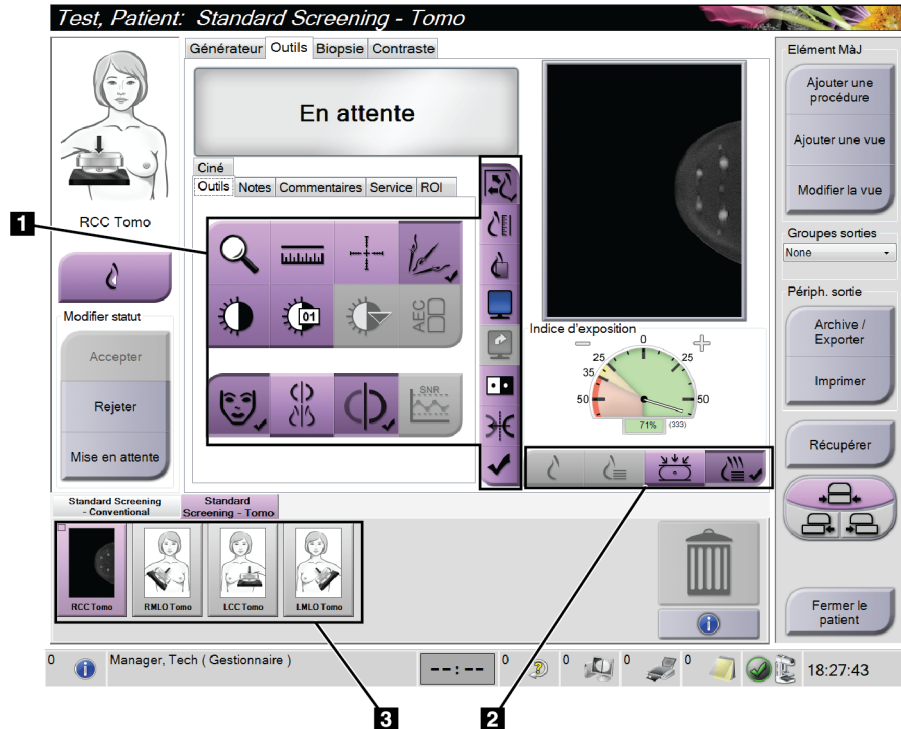 Test, Patient: Standard Screening - Tomo
Générateur Outils Biopsie Contraste
En attente
Ciné
Outils Notes Commentaires Service ROI
RCC Tomo
Modifier statut
Accepter
Rejeter
Mise en attente
01
AEC
SNR
Indice d'exposition
0
25
25
35
50
50
71% (333)
Elément MàJ
Ajouter une
procédure
Ajouter une vue
Modifier la vue
Groupes sorties
None
Périph. sortie
Archive /
Exporter
Imprimer
Récupérer
Fermer le
patient
Standard Screening
- Conventional
Standard
Screening - Tomo
RCC Tomo
RMLO Tomo
LCC Tomo
LMLO Tomo
0 Manager, Tech ( Gestionnaire ) --:-- 0 0 0 0 18:27:43
1
2
3